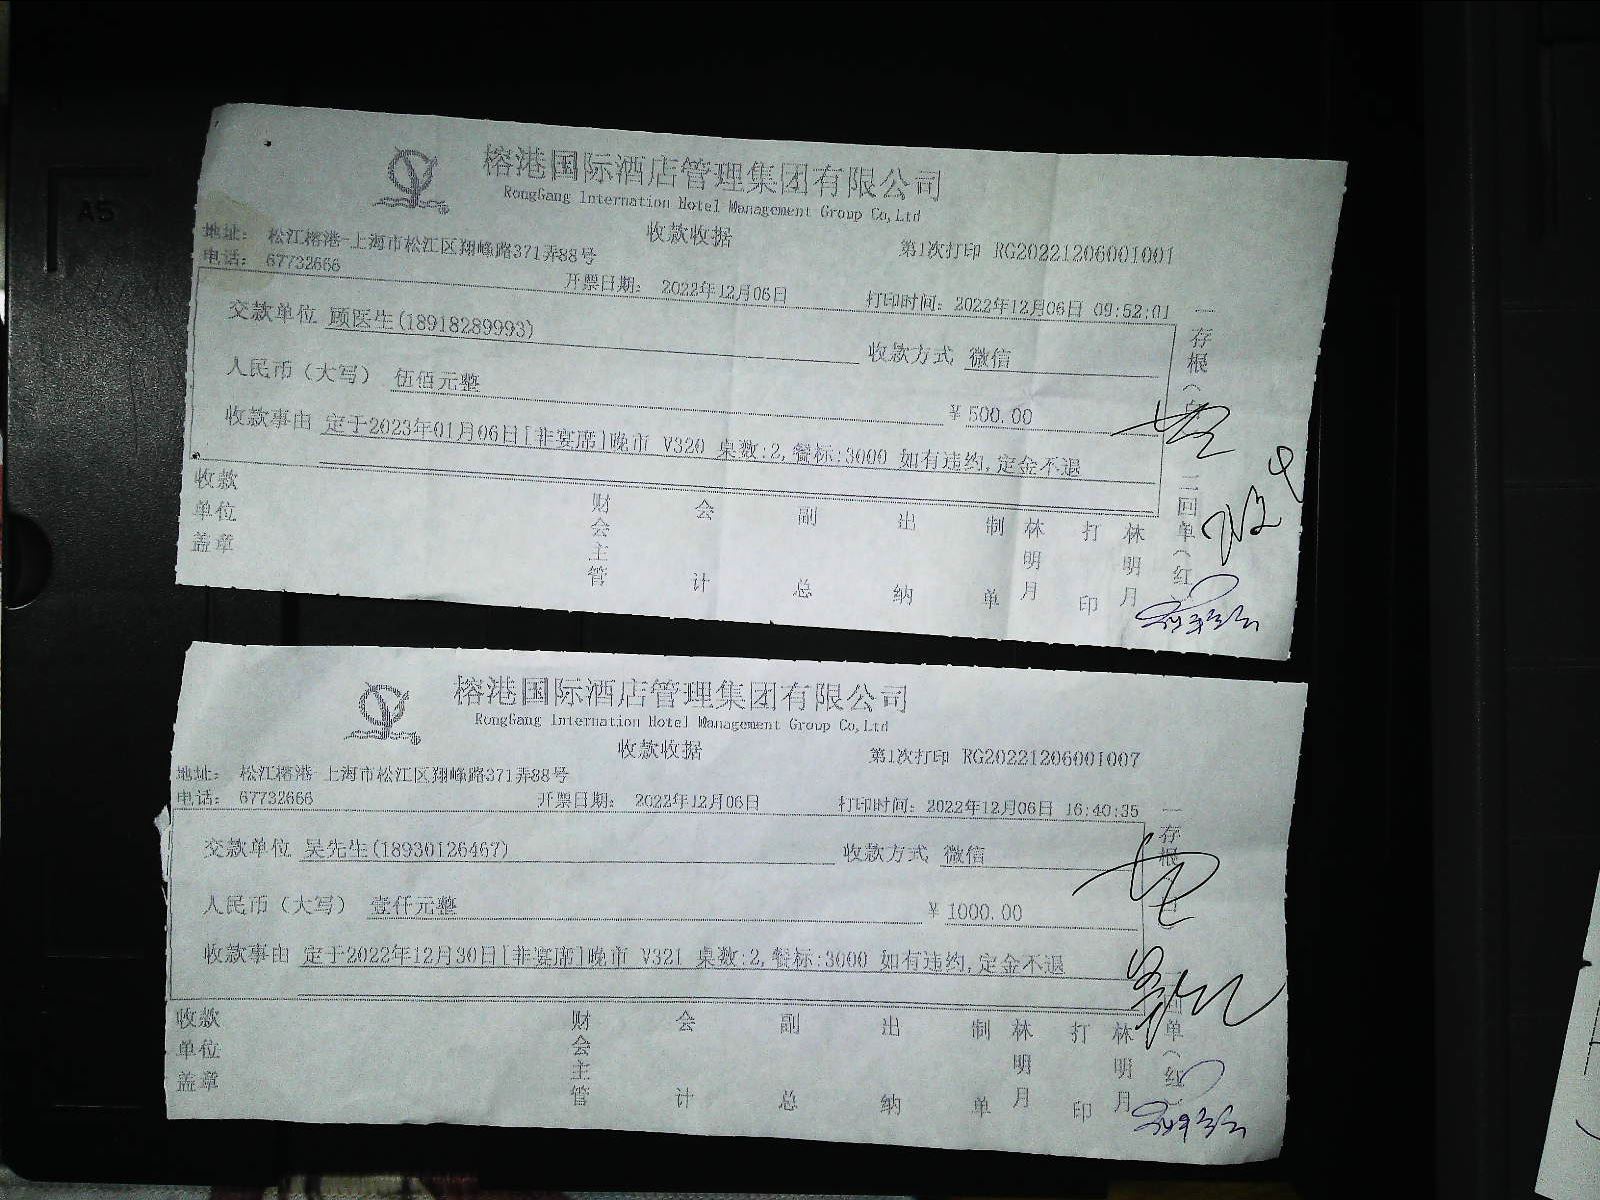 A5
榕港国际酒店管理集团有限公司
RongGang Internation Hotel Management Group Co,Ltd
收款收据
地址: 松江榕港-上海市松江区翔峰路371弄88号
第1次打印 RG20221206001001
电话: 67732666
开票日期: 2022年12月06日
打印时间: 2022年12月06日 09:52:01
交款单位 顾医生(18918289993)
收款方式 微信
人民币(大写) 伍佰元整
¥ 500.00
收款事由 定于2023年01月06日[非宴席]晚市 V320 桌数:2,餐标:3000 如有违约,定金不退
收款单位盖章
财会主管 会计 副总 出纳 制单 林明月 打印 林明月
一存根(
二回单(红
榕港国际酒店管理集团有限公司
RongGang Internation Hotel Management Group Co,Ltd
收款收据
第1次打印 RG20221206001007
地址: 松江榕港 上海市松江区翔峰路371弄88号
电话: 67732666
开票日期: 2022年12月06日
打印时间: 2022年12月06日 16:40:35
交款单位 吴先生(18930126467)
收款方式 微信
人民币(大写) 壹仟元整
¥ 1000.00
收款事由 定于2022年12月30日[非宴席]晚市 V321 桌数:2,餐标:3000 如有违约,定金不退
收款单位盖章
财会主管 会计 副总 出纳 制单 林明月 打印 林明月
一存根
回单(红